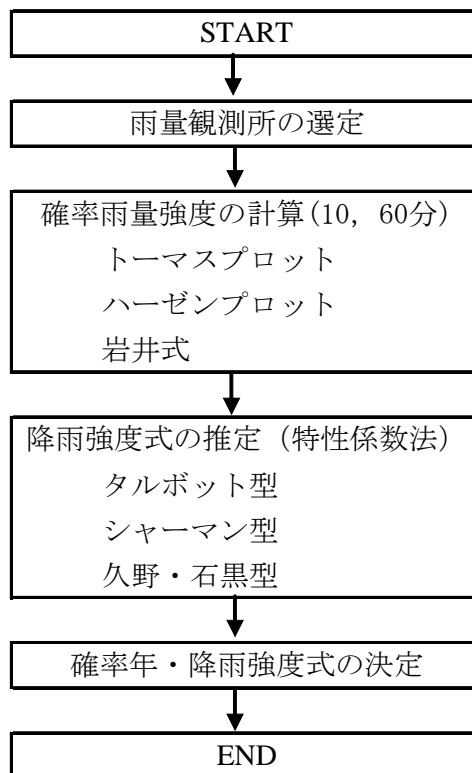 START
雨量観測所の選定
確率雨量強度の計算(10, 60分)
トーマスプロット
ハーゼンプロット
岩井式
降雨強度式の推定（特性係数法）
タルボット型
シャーマン型
久野・石黒型
確率年・降雨強度式の決定
END